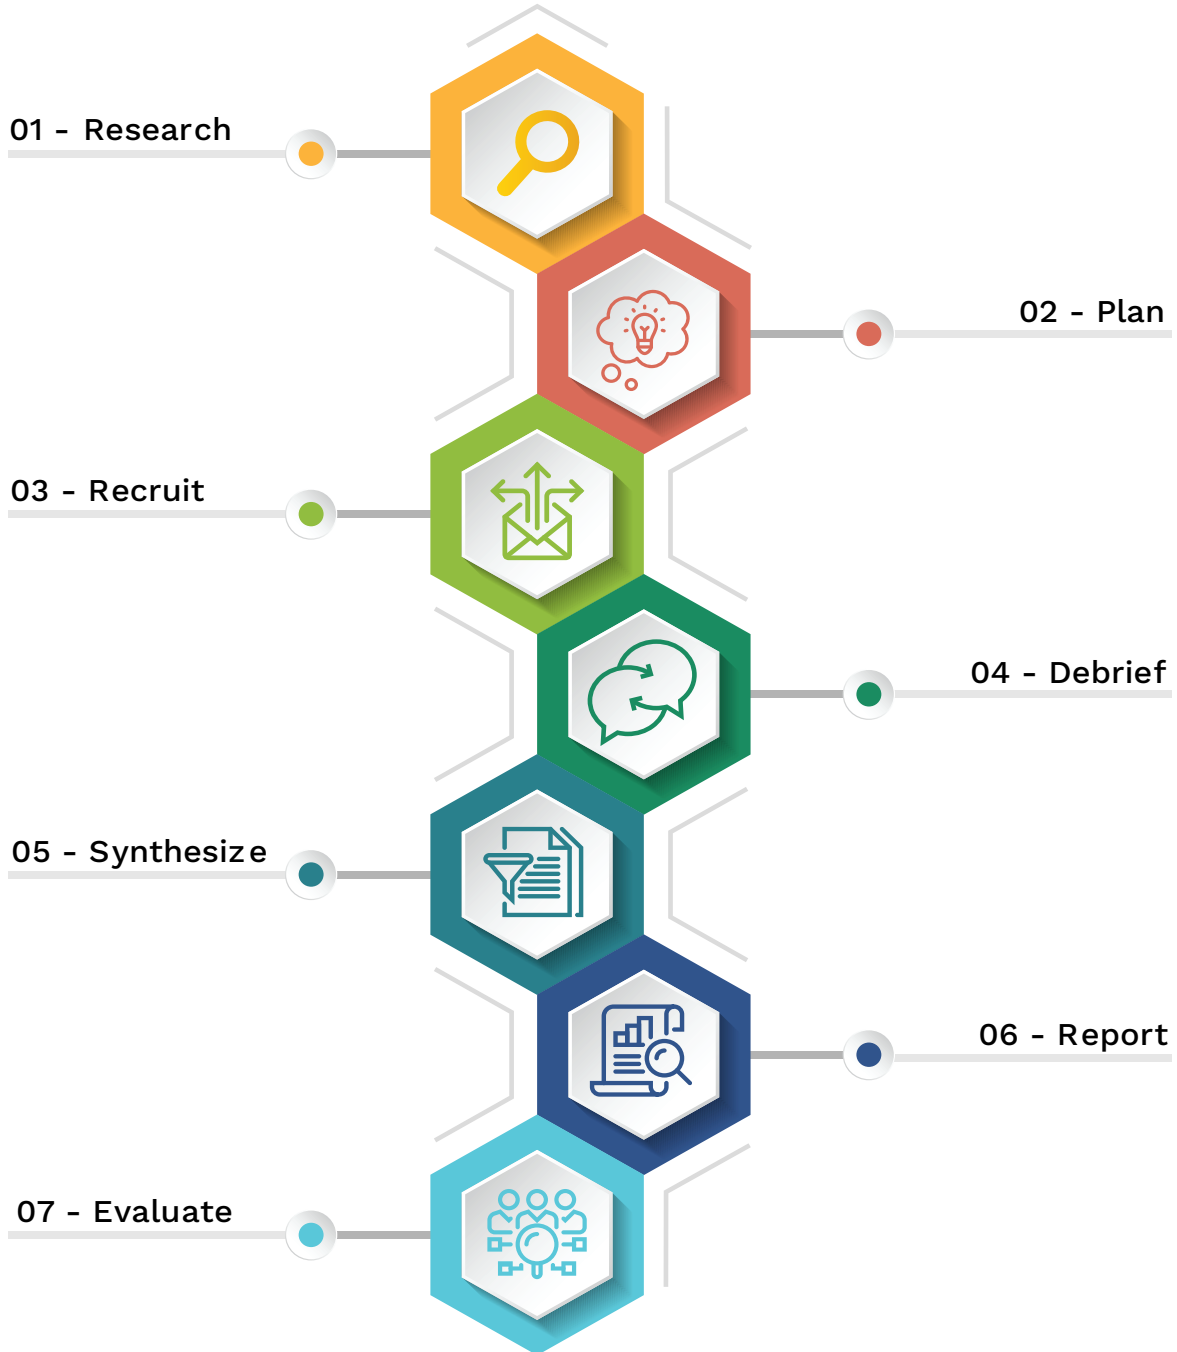 01 - Research
02 - Plan
03 - Recruit
04 - Debrief
05 - Synthesize
06 - Report
07 - Evaluate